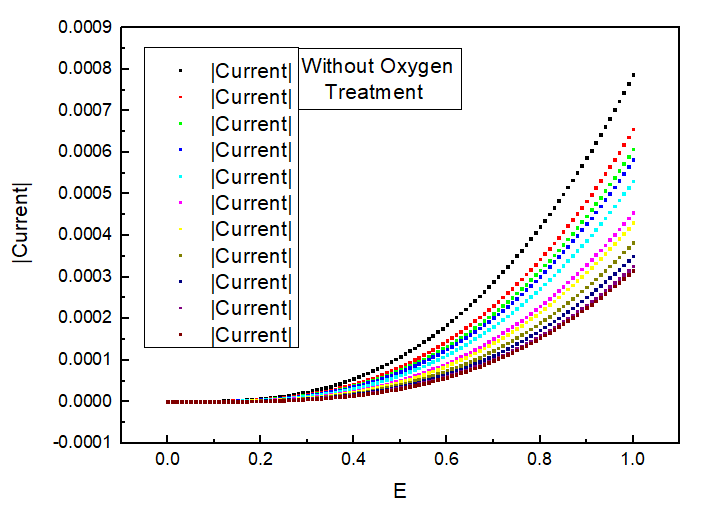 0.0009
0.0008
0.0007
0.0006
0.0005
0.0004
0.0003
0.0002
0.0001
0.0000
-0.0001
|Current|
|Current|
|Current|
|Current|
|Current|
|Current|
|Current|
|Current|
|Current|
|Current|
|Current|
|Current|
Without Oxygen
Treatment
0.0 0.2 0.4 0.6 0.8 1.0
E